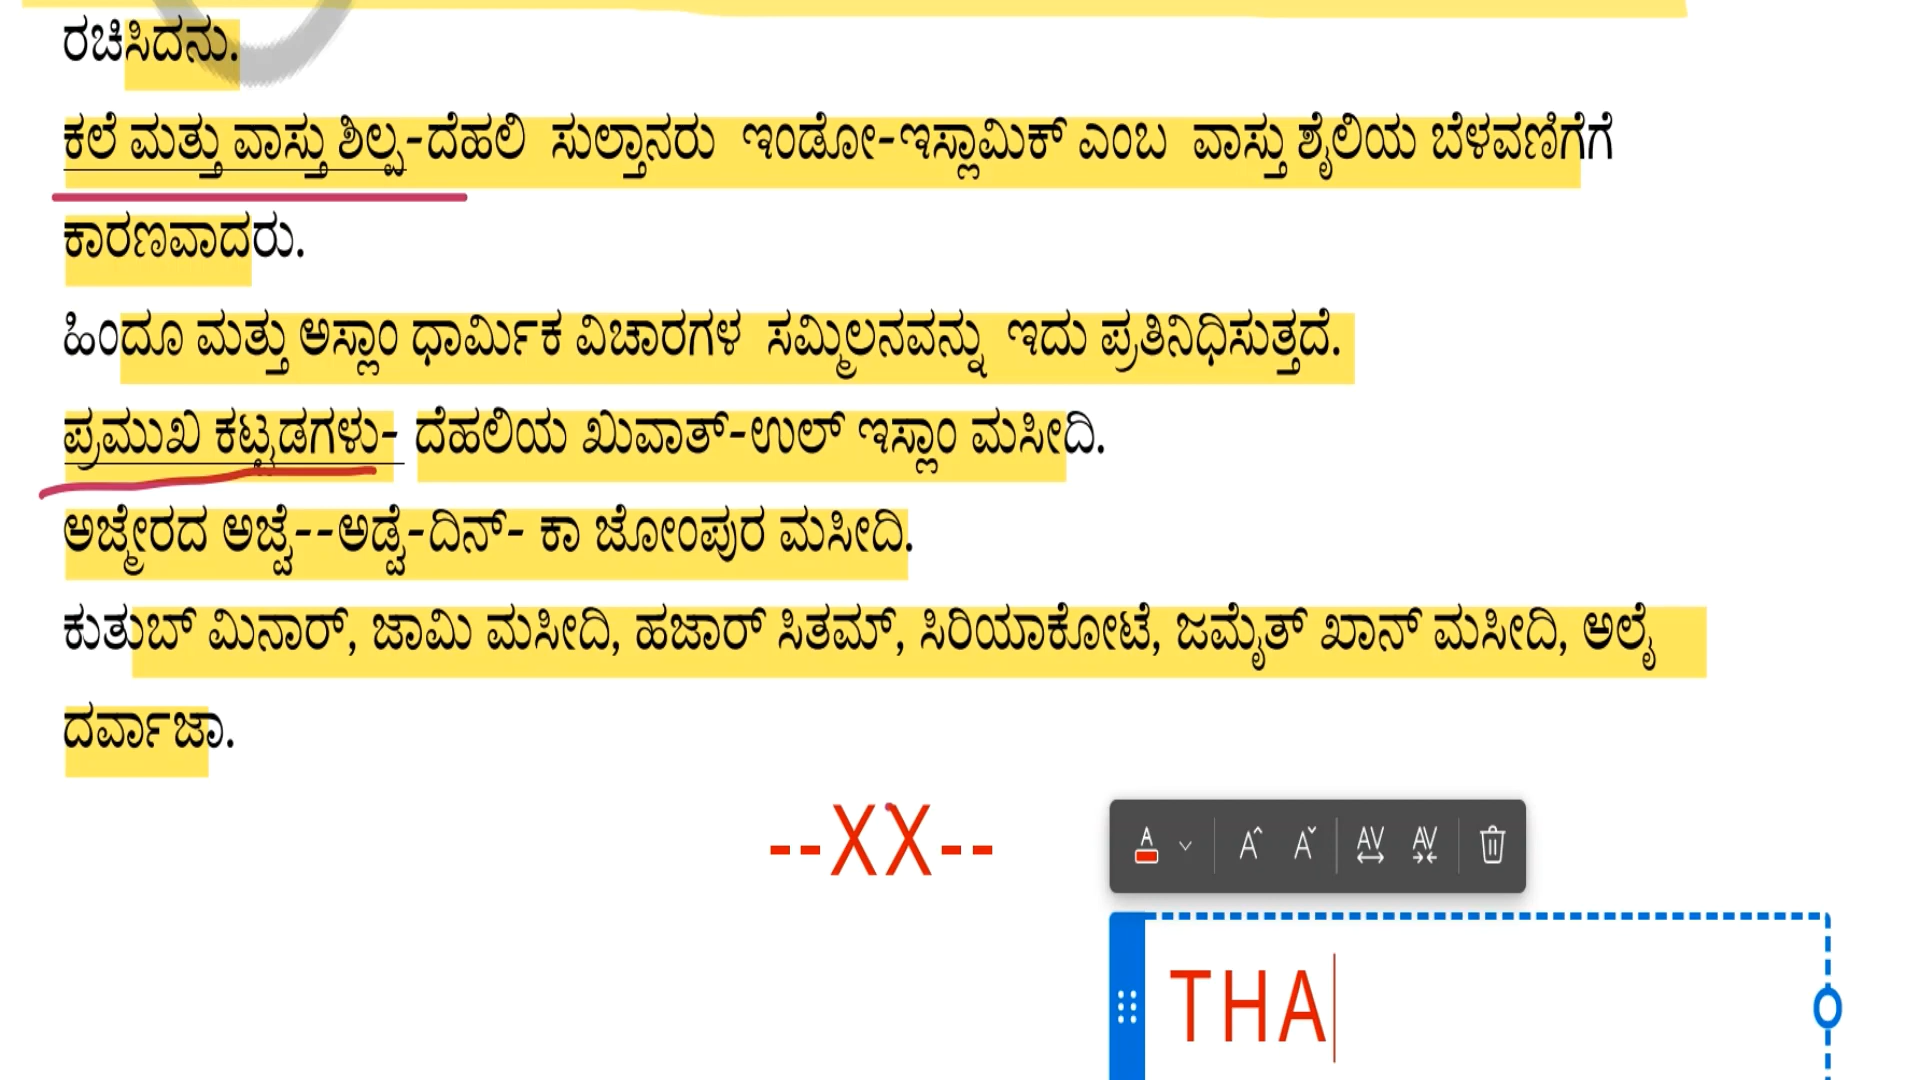 ರಚಿಸಿದನು.
ಕಲೆ ಮತ್ತು ವಾಸ್ತು ಶಿಲ್ಪ-ದೆಹಲಿ ಸುಲ್ತಾನರು ಇಂಡೋ-ಇಸ್ಲಾಮಿಕ್ ಎಂಬ ವಾಸ್ತು ಶೈಲಿಯ ಬೆಳವಣಿಗೆಗೆ
ಕಾರಣವಾದರು.
ಹಿಂದೂ ಮತ್ತು ಅಸ್ಲಾಂ ಧಾರ್ಮಿಕ ವಿಚಾರಗಳ ಸಮ್ಮಿಲನವನ್ನು ಇದು ಪ್ರತಿನಿಧಿಸುತ್ತದೆ.
ಪ್ರಮುಖ ಕಟ್ಟಡಗಳು- ದೆಹಲಿಯ ಖುವಾತ್-ಉಲ್ ಇಸ್ಲಾಂ ಮಸೀದಿ.
ಅಜ್ಮೇರದ ಅಜ್ವೆ--ಅಡ್ವೆ-ದಿನ್- ಕಾ ಜೋಂಪುರ ಮಸೀದಿ.
ಕುತುಬ್ ಮಿನಾರ್, ಜಾಮಿ ಮಸೀದಿ, ಹಜಾರ್ ಸಿತಮ್, ಸಿರಿಯಾಕೋಟೆ, ಜಮೈತ್ ಖಾನ್ ಮಸೀದಿ, ಅಲೈ
ದರ್ವಾಜಾ.
--XX--
THA